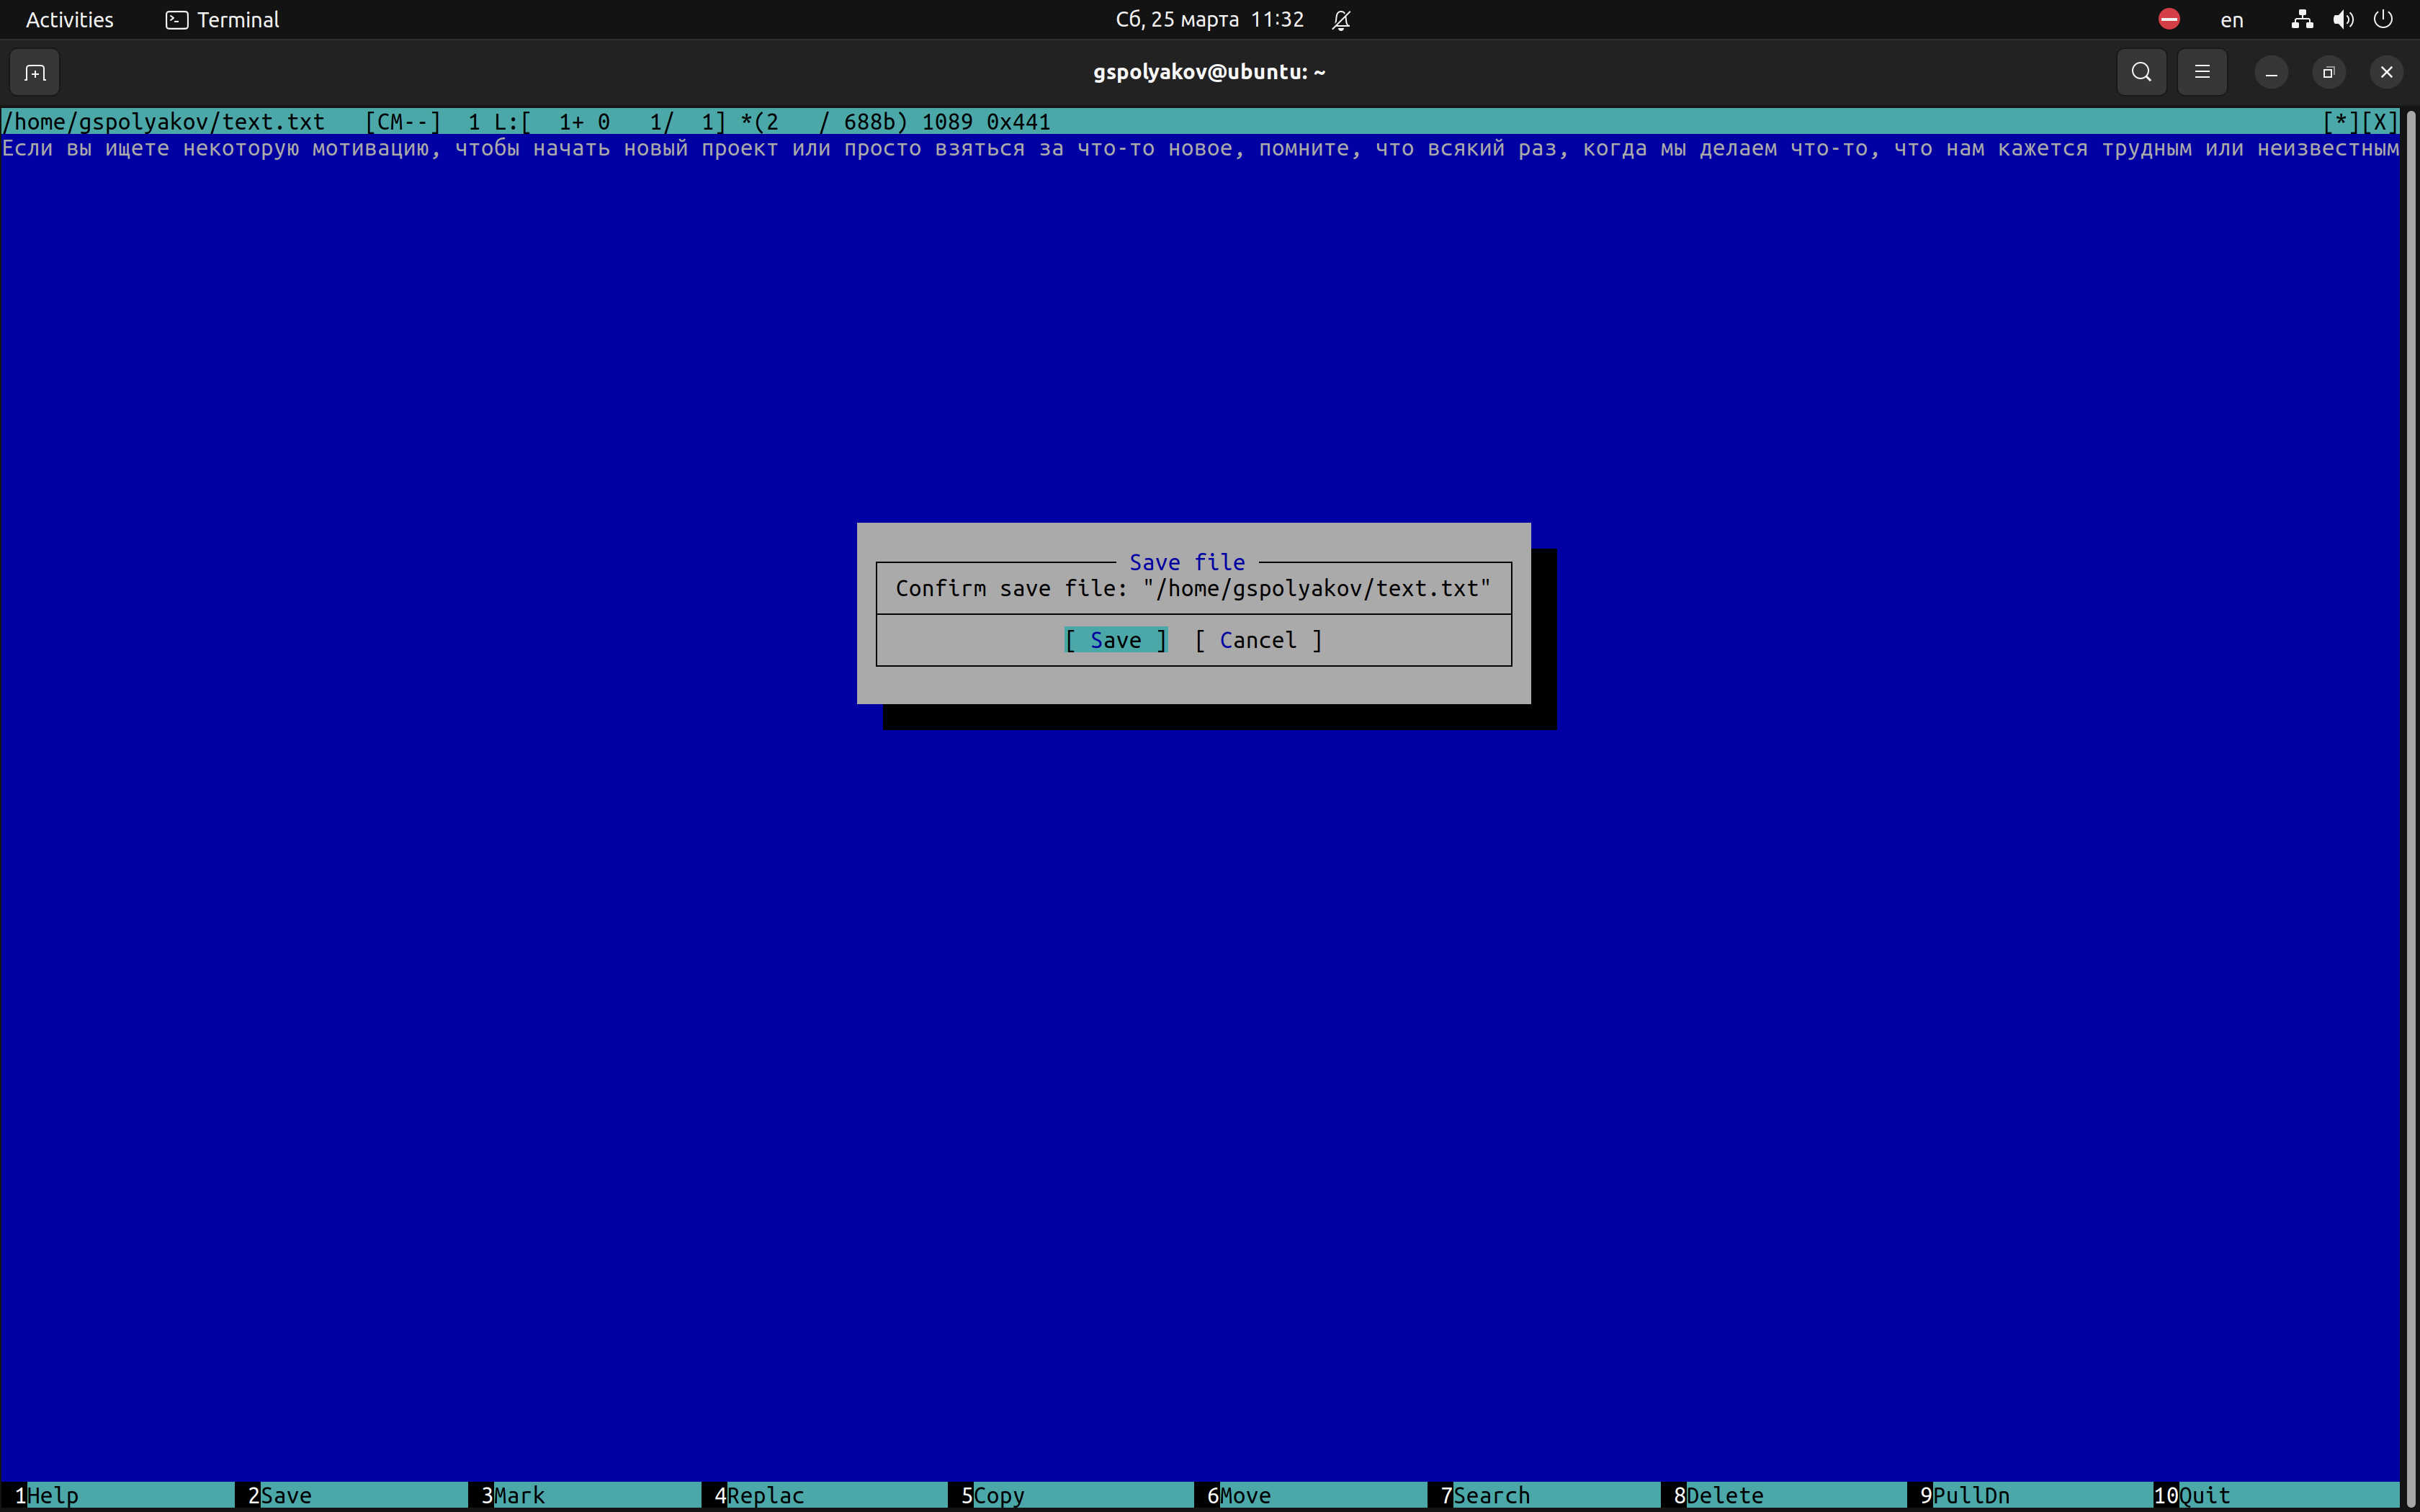 Activities Terminal Сб, 25 марта 11:32 en
gspolyakov@ubuntu: ~
/home/gspolyakov/text.txt [CM--] 1 L:[ 1+ 0 1/ 1] *(2 / 688b) 1089 0x441 [*][X]
Если вы ищете некоторую мотивацию, чтобы начать новый проект или просто взяться за что-то новое, помните, что всякий раз, когда мы делаем что-то, что нам кажется трудным или неизвестным
Save file
Confirm save file: "/home/gspolyakov/text.txt"
[ Save ] [ Cancel ]
1Help 2Save 3Mark 4Replac 5Copy 6Move 7Search 8Delete 9PullDn 10Quit